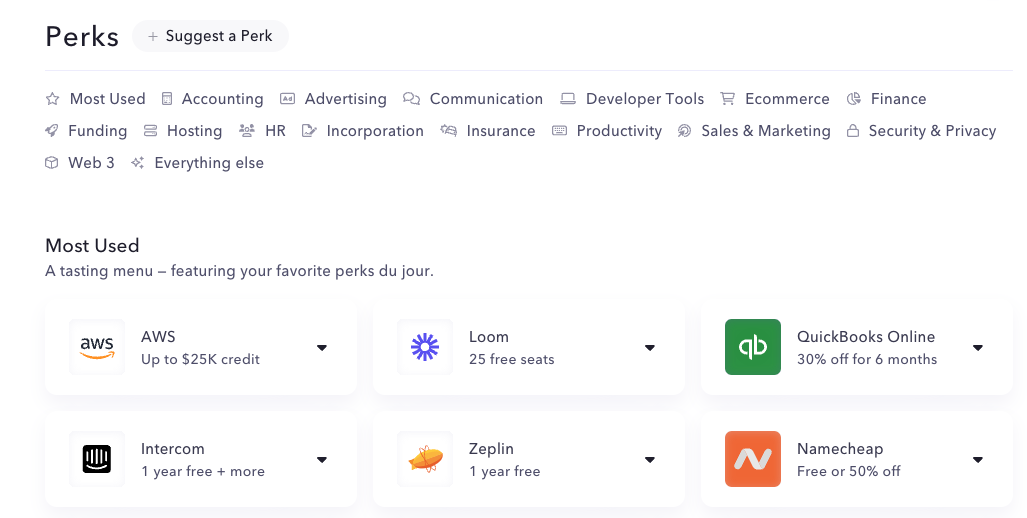 Perks + Suggest a Perk
Most Used Accounting Advertising Communication Developer Tools Ecommerce Finance
Funding Hosting HR Incorporation Insurance Productivity Sales & Marketing Security & Privacy
Web 3 Everything else
Most Used
A tasting menu – featuring your favorite perks du jour.
aws AWS
Up to $25K credit
Loom
25 free seats
qb QuickBooks Online
30% off for 6 months
Intercom
1 year free + more
Zeplin
1 year free
Namecheap
Free or 50% off